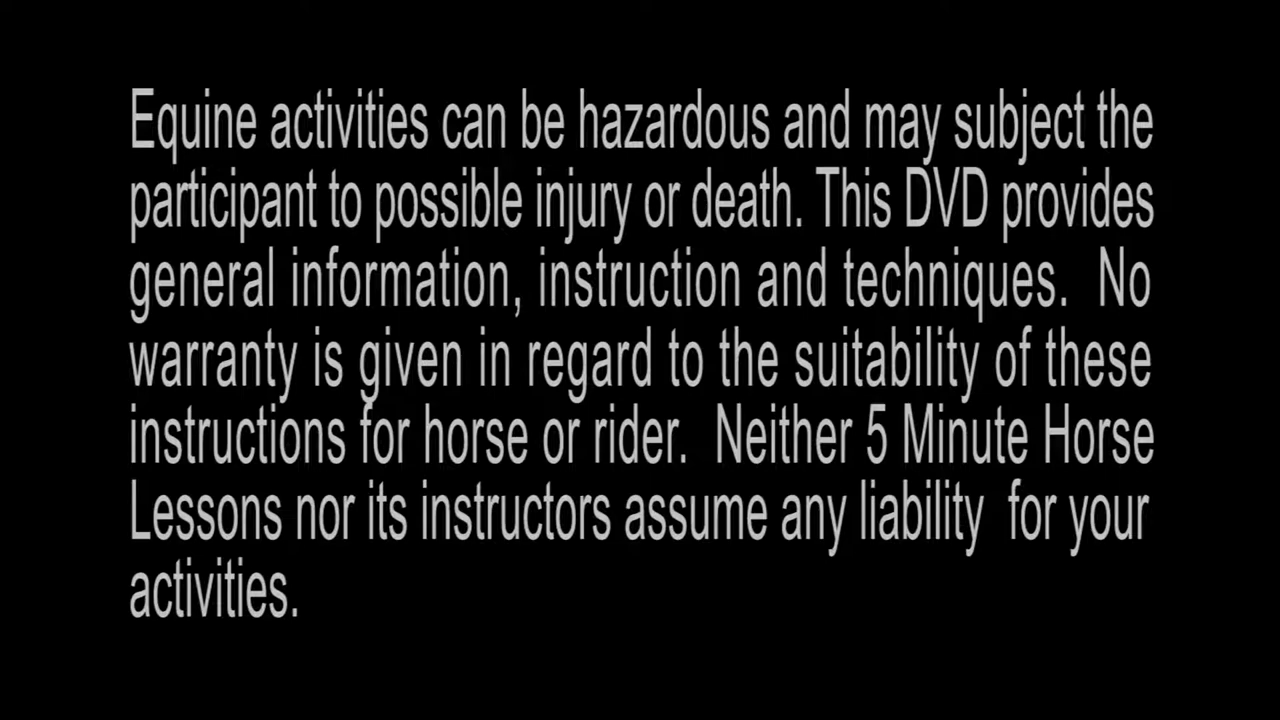 Equine activities can be hazardous and may subject the
participant to possible injury or death. This DVD provides
general information, instruction and techniques.  No
warranty is given in regard to the suitability of these
instructions for horse or rider.  Neither 5 Minute Horse
Lessons nor its instructors assume any liability  for your
activities.